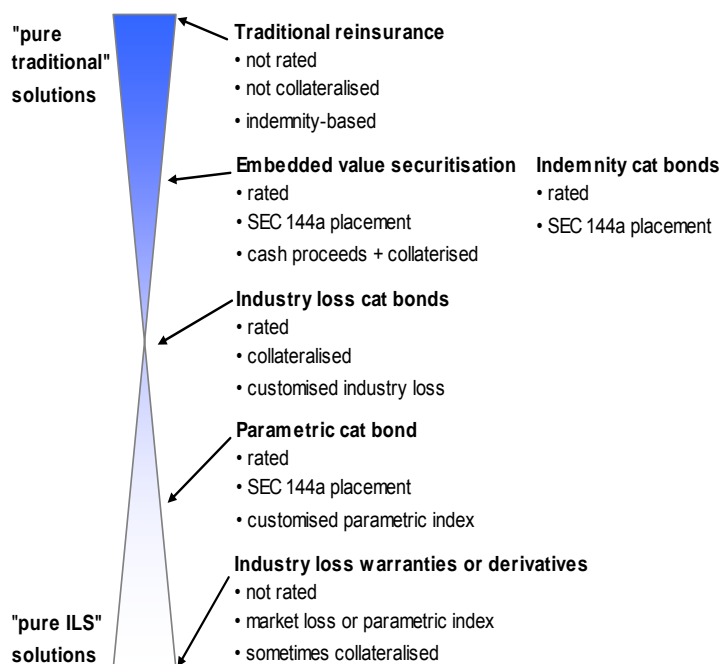 "pure
traditional"
solutions
Traditional reinsurance
• not rated
• not collateralised
• indemnity-based
Embedded value securitisation
• rated
• SEC 144a placement
• cash proceeds + collaterised
Indemnity cat bonds
• rated
• SEC 144a placement
Industry loss cat bonds
• rated
• collateralised
• customised industry loss
Parametric cat bond
• rated
• SEC 144a placement
• customised parametric index
Industry loss warranties or derivatives
• not rated
• market loss or parametric index
• sometimes collateralised
"pure ILS"
solutions